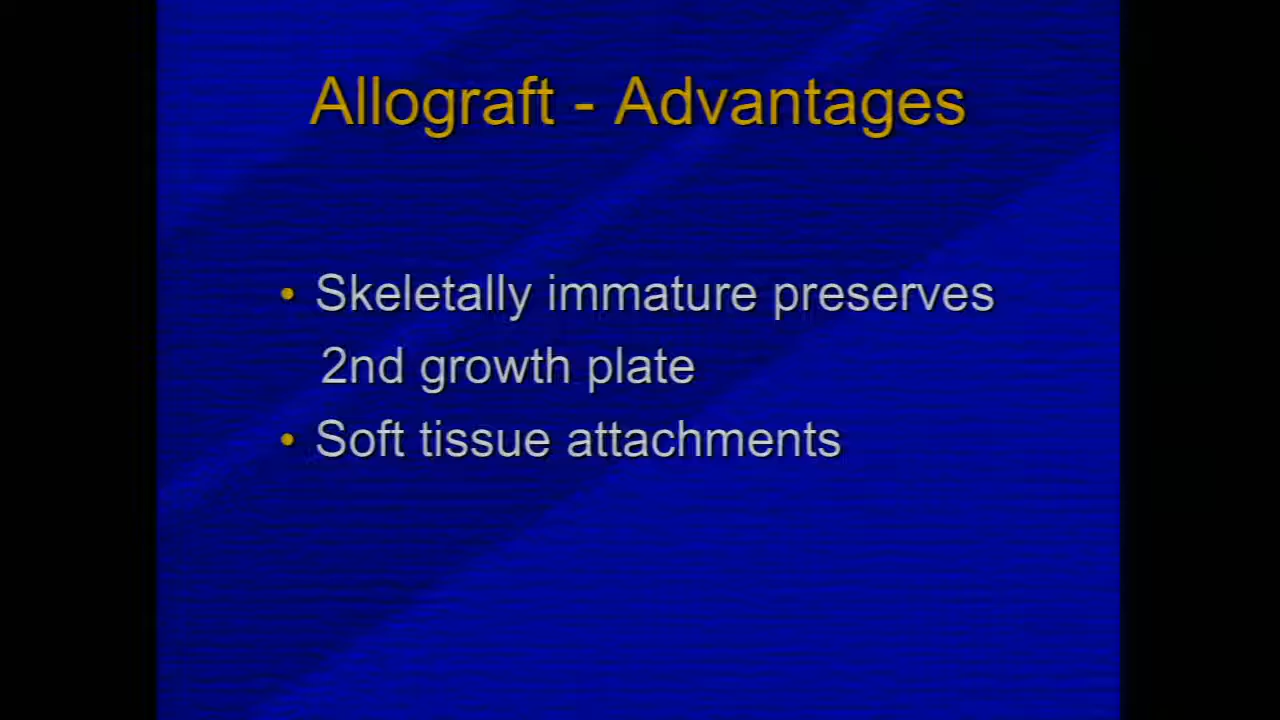 Allograft - Advantages
• Skeletally immature preserves
2nd growth plate
• Soft tissue attachments